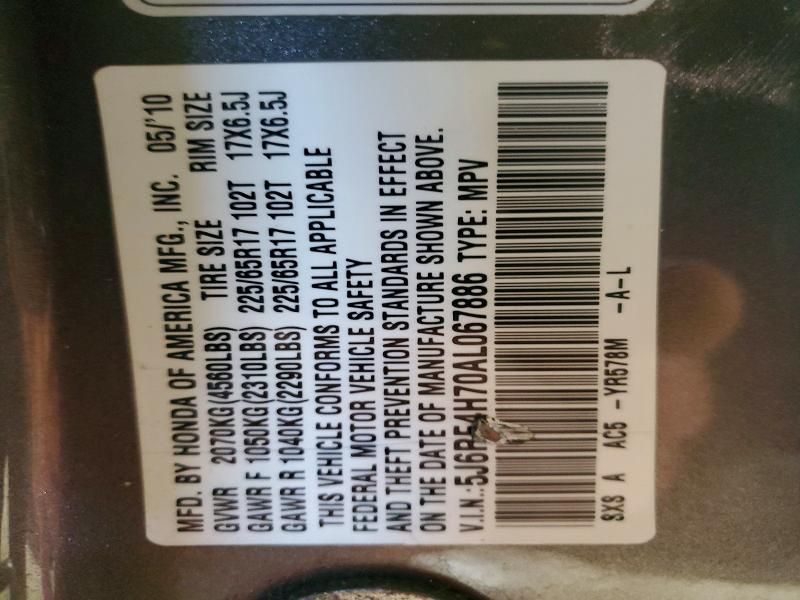 MFD. BY HONDA OF AMERICA MFG., INC. 05/'10
GVWR 2070KG(4560LBS) TIRE SIZE RIM SIZE
GAWR F 1050KG(2310LBS) 225/65R17 102T 17X6.5J
GAWR R 1040KG(2290LBS) 225/65R17 102T 17X6.5J
THIS VEHICLE CONFORMS TO ALL APPLICABLE
FEDERAL MOTOR VEHICLE SAFETY
AND THEFT PREVENTION STANDARDS IN EFFECT
ON THE DATE OF MANUFACTURE SHOWN ABOVE.
V.I.N.:5J6RE4H70AL067886 TYPE: MPV
SXS A AC5 -YR578M -A-L